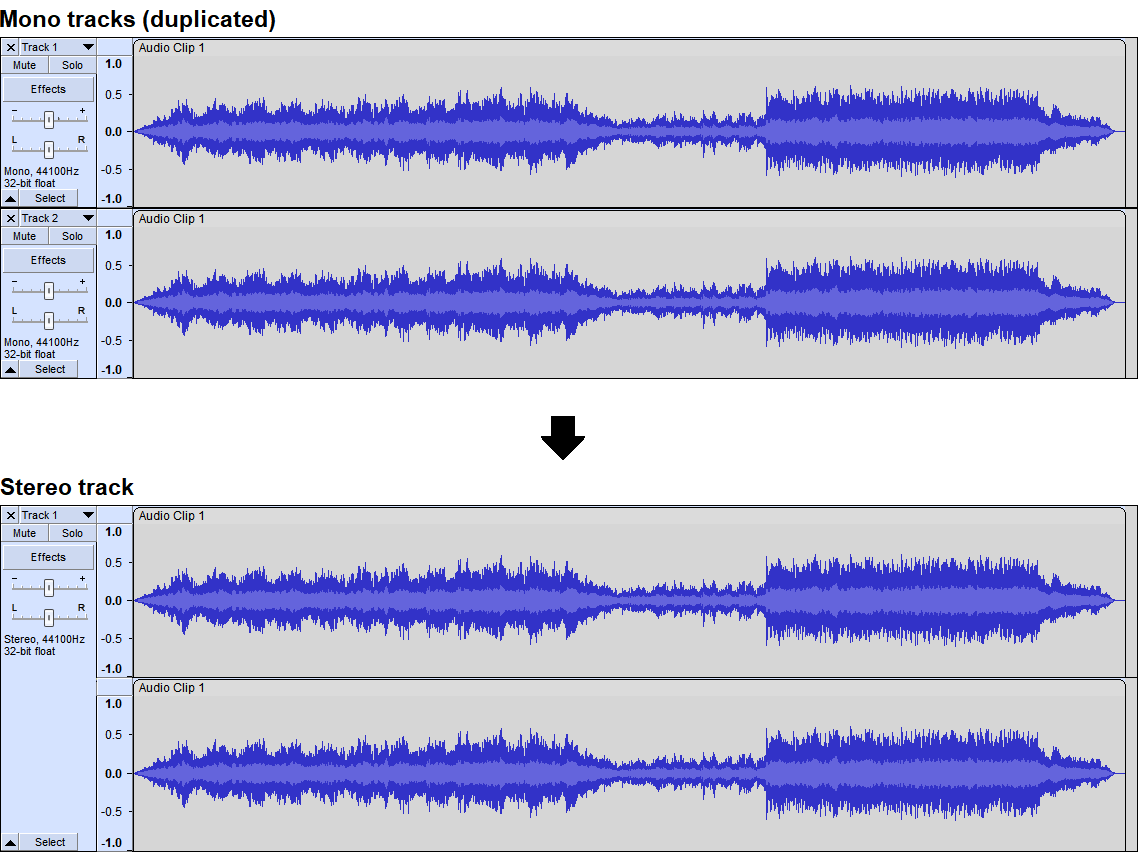 Mono tracks (duplicated)
× Track 1 Audio Clip 1
Mute Solo 1.0
Effects 0.5
- +
L R 0.0
Mono, 44100Hz -0.5
32-bit float
Select -1.0
× Track 2 Audio Clip 1
Mute Solo 1.0
Effects 0.5
- +
L R 0.0
Mono, 44100Hz -0.5
32-bit float
Select -1.0
Stereo track
× Track 1 Audio Clip 1
Mute Solo 1.0
Effects 0.5
- +
L R 0.0
Stereo, 44100Hz -0.5
32-bit float
-1.0
Audio Clip 1
1.0
0.5
0.0
-0.5
Select -1.0